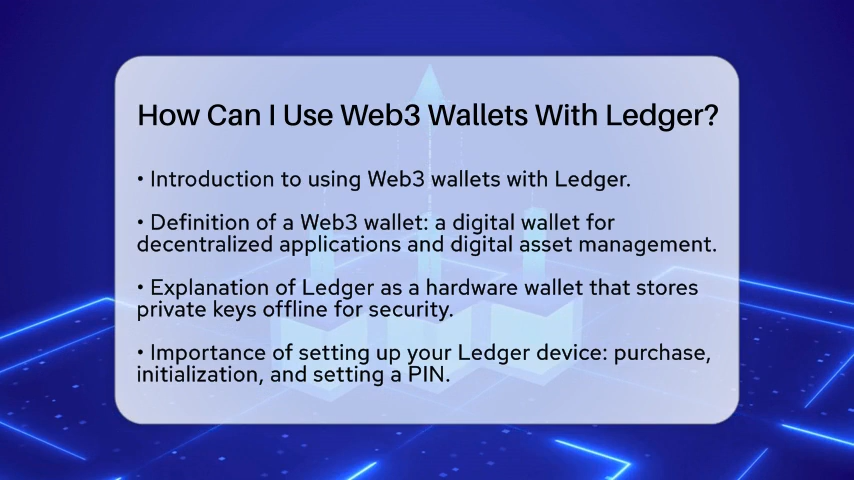 How Can I Use Web3 Wallets With Ledger?
• Introduction to using Web3 wallets with Ledger.
• Definition of a Web3 wallet: a digital wallet for
decentralized applications and digital asset management.
• Explanation of Ledger as a hardware wallet that stores
private keys offline for security.
• Importance of setting up your Ledger device: purchase,
initialization, and setting a PIN.